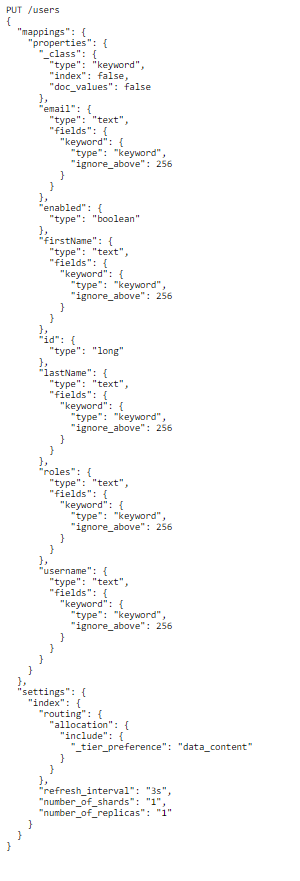 PUT /users
{
  "mappings": {
    "properties": {
      "_class": {
        "type": "keyword",
        "index": false,
        "doc_values": false
      },
      "email": {
        "type": "text",
        "fields": {
          "keyword": {
            "type": "keyword",
            "ignore_above": 256
          }
        }
      },
      "enabled": {
        "type": "boolean"
      },
      "firstName": {
        "type": "text",
        "fields": {
          "keyword": {
            "type": "keyword",
            "ignore_above": 256
          }
        }
      },
      "id": {
        "type": "long"
      },
      "lastName": {
        "type": "text",
        "fields": {
          "keyword": {
            "type": "keyword",
            "ignore_above": 256
          }
        }
      },
      "roles": {
        "type": "text",
        "fields": {
          "keyword": {
            "type": "keyword",
            "ignore_above": 256
          }
        }
      },
      "username": {
        "type": "text",
        "fields": {
          "keyword": {
            "type": "keyword",
            "ignore_above": 256
          }
        }
      }
    }
  },
  "settings": {
    "index": {
      "routing": {
        "allocation": {
          "include": {
            "_tier_preference": "data_content"
          }
        }
      },
      "refresh_interval": "3s",
      "number_of_shards": "1",
      "number_of_replicas": "1"
    }
  }
}